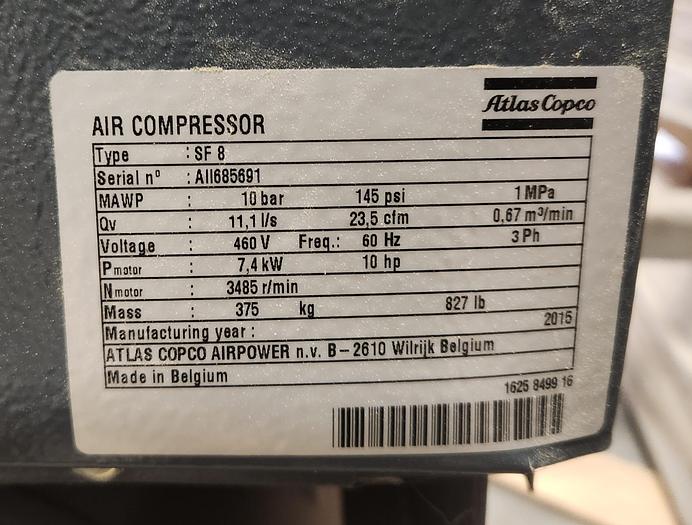 Atlas Copco
AIR COMPRESSOR
Type : SF 8
Serial nº : AII685691
MAWP : 10 bar 145 psi 1 MPa
Qv : 11,1 l/s 23,5 cfm 0,67 m³/min
Voltage : 460 V Freq.: 60 Hz 3 Ph
Pmotor : 7,4 kW 10 hp
Nmotor : 3485 r/min
Mass : 375 kg 827 lb
Manufacturing year : 2015
ATLAS COPCO AIRPOWER n.v. B-2610 Wilrijk Belgium
Made in Belgium
1625 8499 16